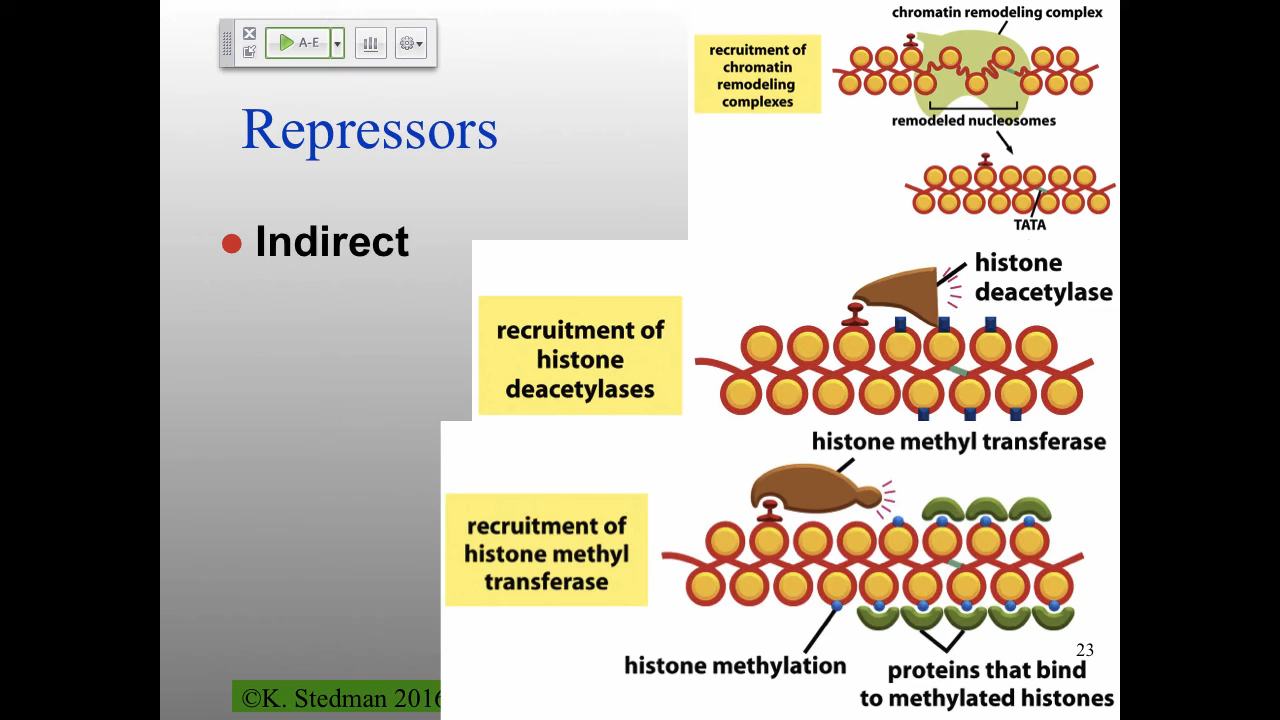 A-E
Repressors
Indirect
chromatin remodeling complex
recruitment of
chromatin
remodeling
complexes
remodeled nucleosomes
TATA
histone
deacetylase
recruitment of
histone
deacetylases
histone methyl transferase
recruitment of
histone methyl
transferase
histone methylation
proteins that bind
to methylated histones
23
©K. Stedman 2016